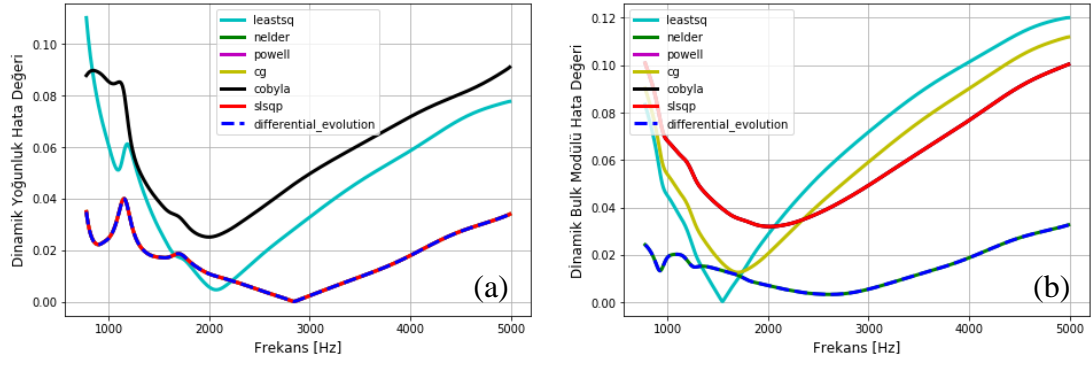 Dinamik Yoğunluk Hata Değeri
0.10
0.08
0.06
0.04
0.02
0.00
leastsq
nelder
powell
cg
cobyla
slsqp
differential_evolution
(a)
1000 2000 3000 4000 5000
Frekans [Hz]
Dinamik Bulk Modülü Hata Değeri
0.12
0.10
0.08
0.06
0.04
0.02
0.00
leastsq
nelder
powell
cg
cobyla
slsqp
differential_evolution
(b)
1000 2000 3000 4000 5000
Frekans [Hz]